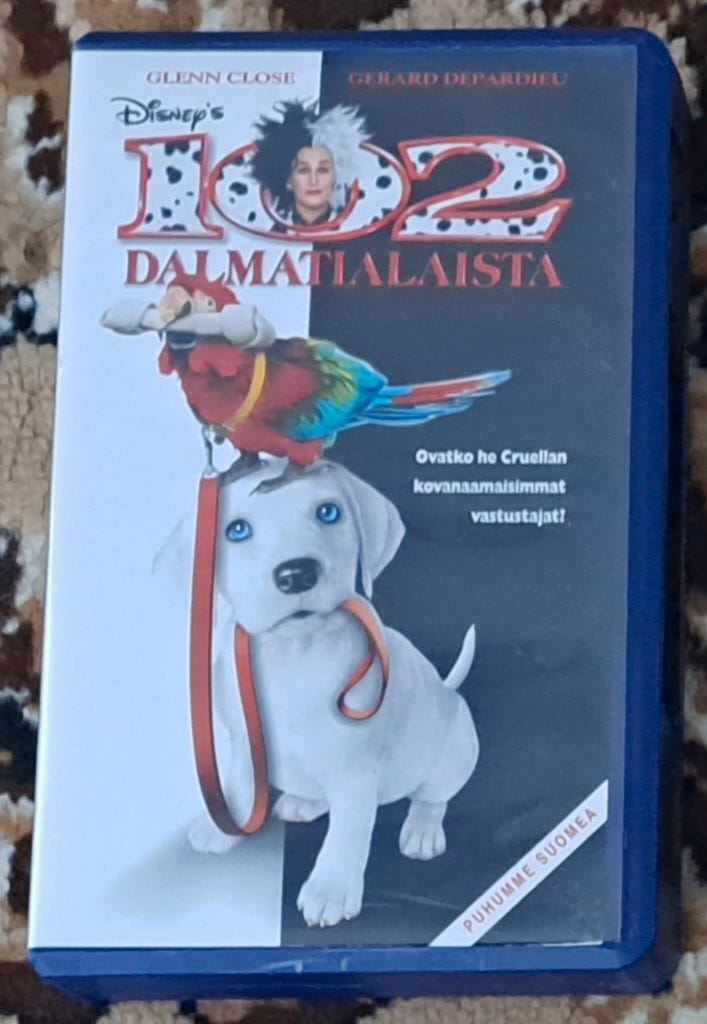 GLENN CLOSE GERARD DEPARDIEU
Disney's
102
DALMATIALAISTA
Ovatko he Cruellan
kovanaamaisimmat
vastustajat?
PUHUMME SUOMEA